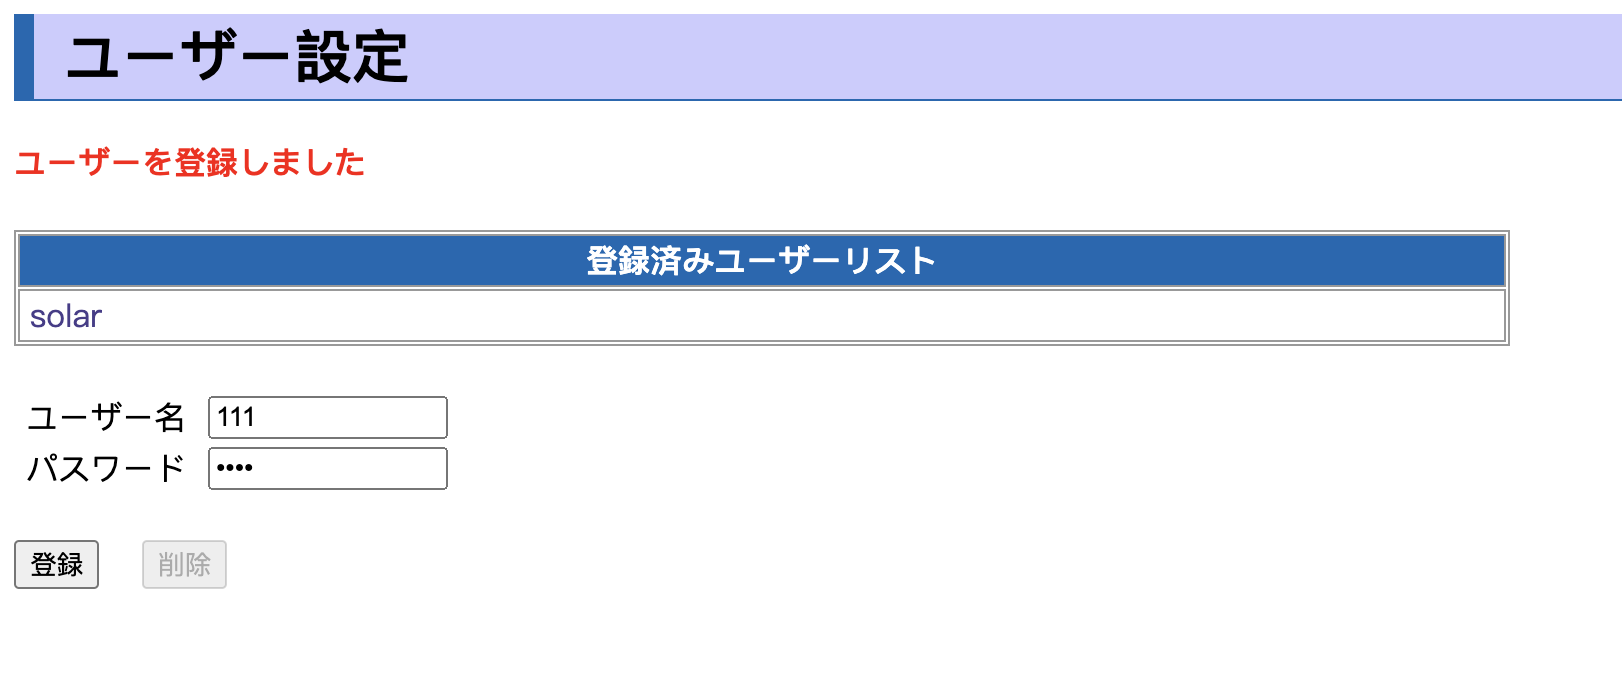 ユーザー設定
ユーザーを登録しました
登録済みユーザーリスト
solar
ユーザー名 111
パスワード ••••
登録 削除